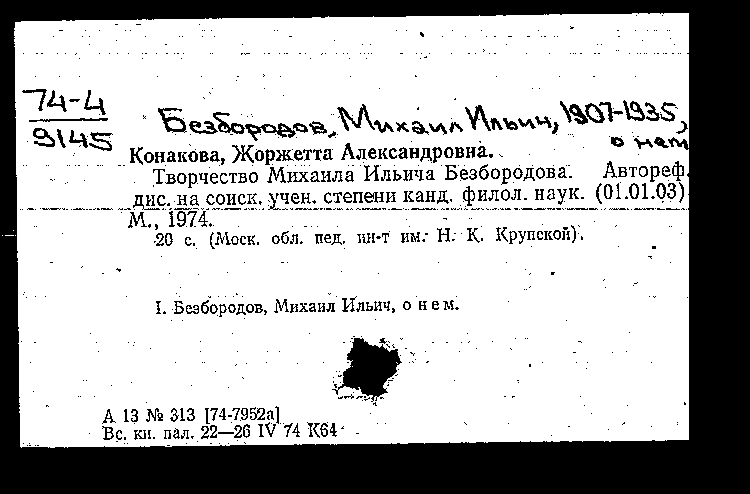 74-4
9145
Безбородов, Михаил Ильич, 1907-1935,
о нем
Конакова, Жоржетта Александровна.
Творчество Михаила Ильича Безбородова. Автореф.
дис. на соиск. учен. степени канд. филол. наук. (01.01.03)
М., 1974.
20 с. (Моск. обл. пед. ин-т им. Н. К. Крупской).
I. Безбородов, Михаил Ильич, о нем.
А 13 № 313 [74-7952а]
Вс. кн. пал. 22—26 IV 74 К64